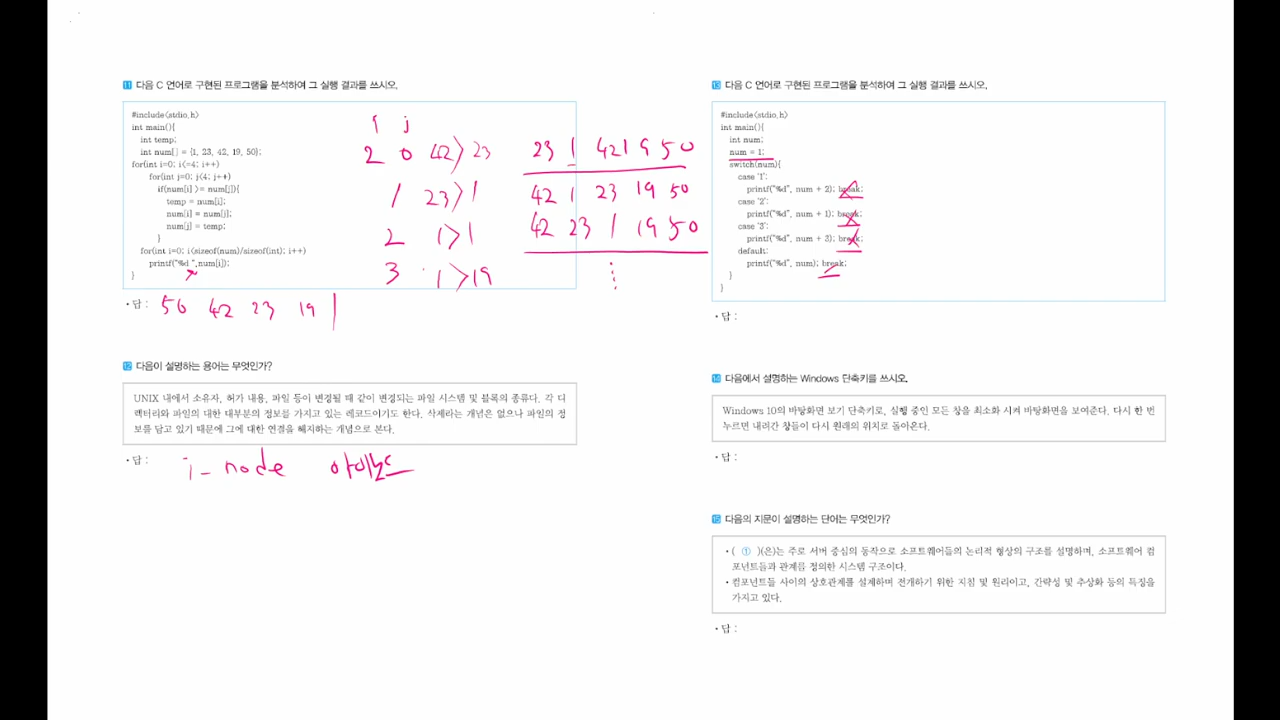 11 다음 C 언어로 구현된 프로그램을 분석하여 그 실행 결과를 쓰시오.
#include<stdio.h>
int main(){
int temp;
int num[ ] = {1, 23, 42, 19, 50};
for(int i=0; i<=4; i++)
for(int j=0; j<4; j++)
if(num[i] >= num[j]){
temp = num[i];
num[i] = num[j];
num[j] = temp;
}
for(int i=0; i<sizeof(num)/sizeof(int); i++)
printf("%d ",num[i]);
}
i j
2 0 42>23
1 23>1
2 1>1
3 1>19
23 1 42 19 50
42 1 23 19 50
42 23 1 19 50
⋮
• 답 : 50 42 23 19 1
12 다음이 설명하는 용어는 무엇인가?
UNIX 내에서 소유자, 허가 내용, 파일 등이 변경될 때 같이 변경되는 파일 시스템 및 블록의 종류다. 각 디
렉터리와 파일의 대한 대부분의 정보를 가지고 있는 레코드이기도 한다. 삭제라는 개념은 없으나 파일의 정
보를 담고 있기 때문에 그에 대한 연결을 해지하는 개념으로 본다.
• 답 : i-node 아이노드
13 다음 C 언어로 구현된 프로그램을 분석하여 그 실행 결과를 쓰시오.
#include<stdio.h>
int main(){
int num;
num = 1;
switch(num){
case '1':
printf("%d", num + 2); break;
case '2':
printf("%d", num + 1); break;
case '3':
printf("%d", num + 3); break;
default:
printf("%d", num); break;
}
}
• 답 :
14 다음에서 설명하는 Windows 단축키를 쓰시오.
Windows 10의 바탕화면 보기 단축키로, 실행 중인 모든 창을 최소화 시켜 바탕화면을 보여준다. 다시 한 번
누르면 내려간 창들이 다시 원래의 위치로 돌아온다.
• 답 :
15 다음의 지문이 설명하는 단어는 무엇인가?
• ( ① )(은)는 주로 서버 중심의 동작으로 소프트웨어들의 논리적 형상의 구조를 설명하며, 소프트웨어 컴
포넌트들과 관계를 정의한 시스템 구조이다.
• 컴포넌트들 사이의 상호관계를 설계하며 전개하기 위한 지침 및 원리이고, 간략성 및 추상화 등의 특징을
가지고 있다.
• 답 :